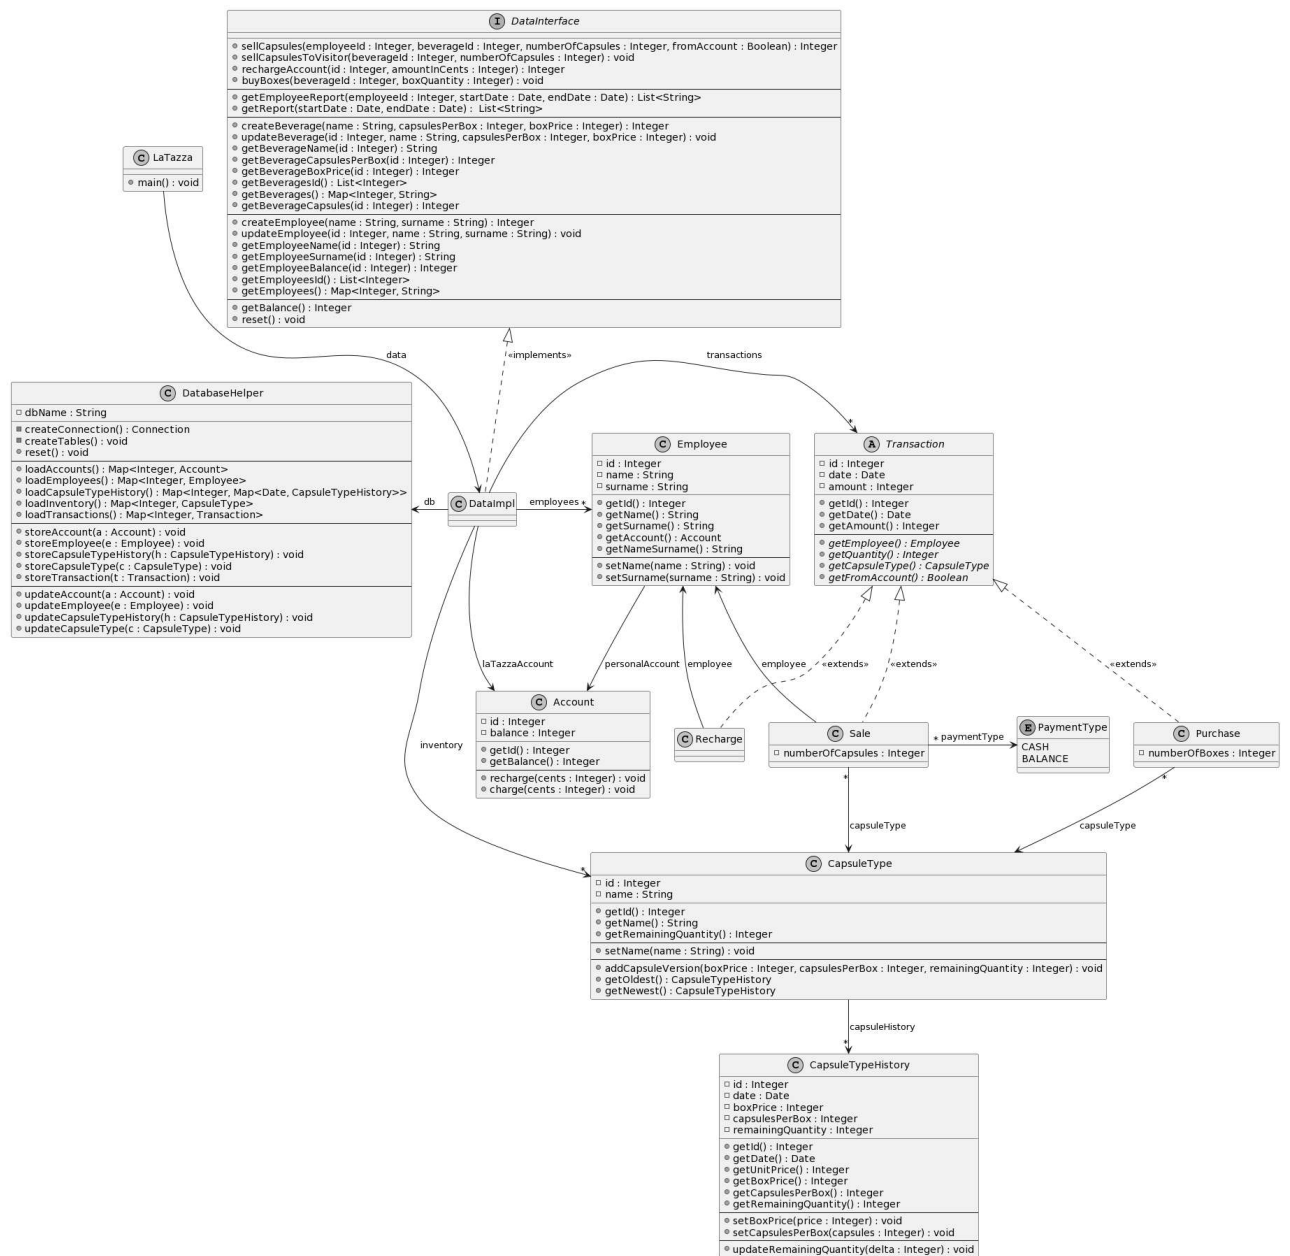 I DataInterface
sellCapsules(employeeId : Integer, beverageId : Integer, numberOfCapsules : Integer, fromAccount : Boolean) : Integer
sellCapsulesToVisitor(beverageId : Integer, numberOfCapsules : Integer) : void
rechargeAccount(id : Integer, amountInCents : Integer) : Integer
buyBoxes(beverageId : Integer, boxQuantity : Integer) : void
getEmployeeReport(employeeId : Integer, startDate : Date, endDate : Date) : List<String>
getReport(startDate : Date, endDate : Date) : List<String>
createBeverage(name : String, capsulesPerBox : Integer, boxPrice : Integer) : Integer
updateBeverage(id : Integer, name : String, capsulesPerBox : Integer, boxPrice : Integer) : void
getBeverageName(id : Integer) : String
getBeverageCapsulesPerBox(id : Integer) : Integer
getBeverageBoxPrice(id : Integer) : Integer
getBeveragesId() : List<Integer>
getBeverages() : Map<Integer, String>
getBeverageCapsules(id : Integer) : Integer
createEmployee(name : String, surname : String) : Integer
updateEmployee(id : Integer, name : String, surname : String) : void
getEmployeeName(id : Integer) : String
getEmployeeSurname(id : Integer) : String
getEmployeeBalance(id : Integer) : Integer
getEmployeesId() : List<Integer>
getEmployees() : Map<Integer, String>
getBalance() : Integer
reset() : void
C LaTazza
main() : void
data
«implements»
transactions
*
C DatabaseHelper
dbName : String
createConnection() : Connection
createTables() : void
reset() : void
loadAccounts() : Map<Integer, Account>
loadEmployees() : Map<Integer, Employee>
loadCapsuleTypeHistory() : Map<Integer, Map<Date, CapsuleTypeHistory>>
loadInventory() : Map<Integer, CapsuleType>
loadTransactions() : Map<Integer, Transaction>
storeAccount(a : Account) : void
storeEmployee(e : Employee) : void
storeCapsuleTypeHistory(h : CapsuleTypeHistory) : void
storeCapsuleType(c : CapsuleType) : void
storeTransaction(t : Transaction) : void
updateAccount(a : Account) : void
updateEmployee(e : Employee) : void
updateCapsuleTypeHistory(h : CapsuleTypeHistory) : void
updateCapsuleType(c : CapsuleType) : void
db
C DataImpl
employees *
C Employee
id : Integer
name : String
surname : String
getId() : Integer
getName() : String
getSurname() : String
getAccount() : Account
getNameSurname() : String
setName(name : String) : void
setSurname(surname : String) : void
A Transaction
id : Integer
date : Date
amount : Integer
getId() : Integer
getDate() : Date
getAmount() : Integer
getEmployee() : Employee
getQuantity() : Integer
getCapsuleType() : CapsuleType
getFromAccount() : Boolean
laTazzaAccount
personalAccount
employee
employee
«extends»
«extends»
«extends»
inventory
*
C Account
id : Integer
balance : Integer
getId() : Integer
getBalance() : Integer
recharge(cents : Integer) : void
charge(cents : Integer) : void
C Recharge
C Sale
numberOfCapsules : Integer
* paymentType
E PaymentType
CASH
BALANCE
C Purchase
numberOfBoxes : Integer
*
capsuleType
*
capsuleType
C CapsuleType
id : Integer
name : String
getId() : Integer
getName() : String
getRemainingQuantity() : Integer
setName(name : String) : void
addCapsuleVersion(boxPrice : Integer, capsulesPerBox : Integer, remainingQuantity : Integer) : void
getOldest() : CapsuleTypeHistory
getNewest() : CapsuleTypeHistory
capsuleHistory
*
C CapsuleTypeHistory
id : Integer
date : Date
boxPrice : Integer
capsulesPerBox : Integer
remainingQuantity : Integer
getId() : Integer
getDate() : Date
getUnitPrice() : Integer
getBoxPrice() : Integer
getCapsulesPerBox() : Integer
getRemainingQuantity() : Integer
setBoxPrice(price : Integer) : void
setCapsulesPerBox(capsules : Integer) : void
updateRemainingQuantity(delta : Integer) : void